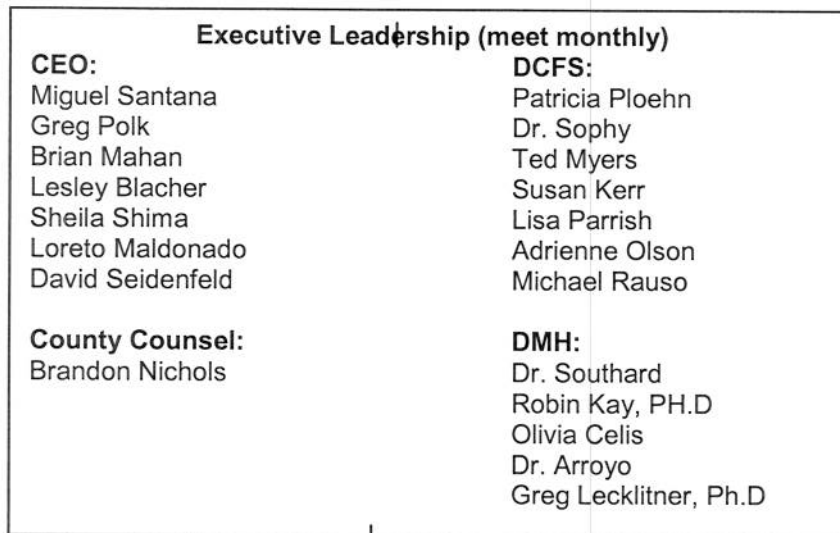 Executive Leadership (meet monthly)
CEO:
Miguel Santana
Greg Polk
Brian Mahan
Lesley Blacher
Sheila Shima
Loreto Maldonado
David Seidenfeld
County Counsel:
Brandon Nichols
DCFS:
Patricia Ploehn
Dr. Sophy
Ted Myers
Susan Kerr
Lisa Parrish
Adrienne Olson
Michael Rauso
DMH:
Dr. Southard
Robin Kay, PH.D
Olivia Celis
Dr. Arroyo
Greg Lecklitner, Ph.D